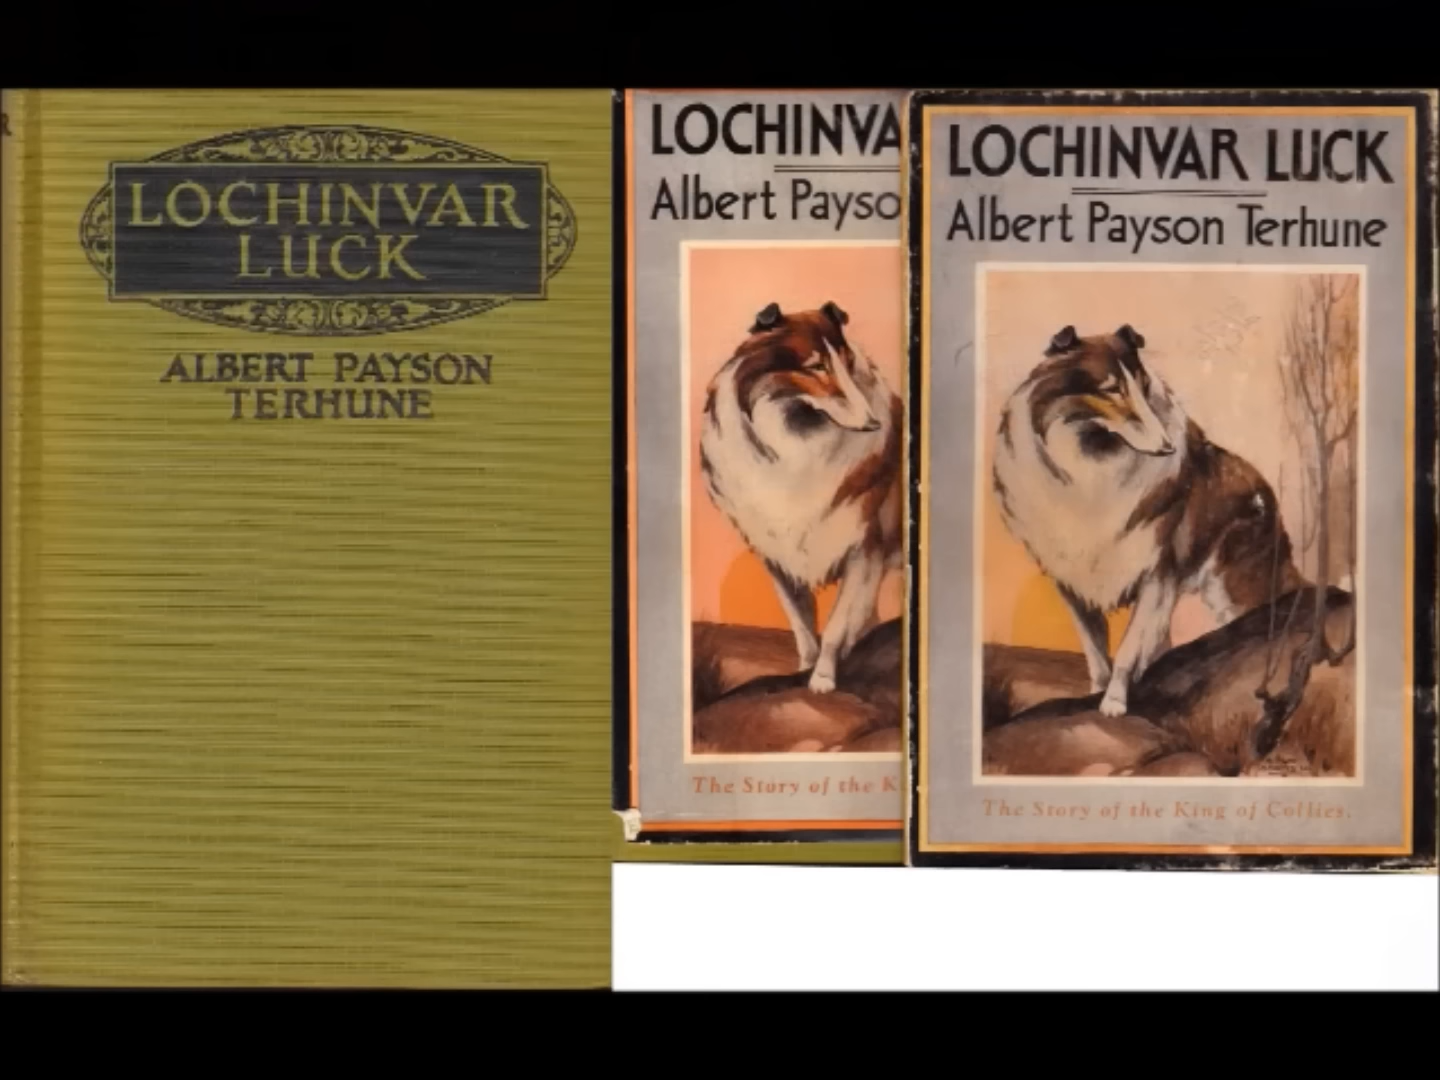 LOCHINVAR
LUCK
ALBERT PAYSON
TERHUNE
LOCHINVA
Albert Payso
The Story of the K
LOCHINVAR LUCK
Albert Payson Terhune
The Story of the King of Collies.